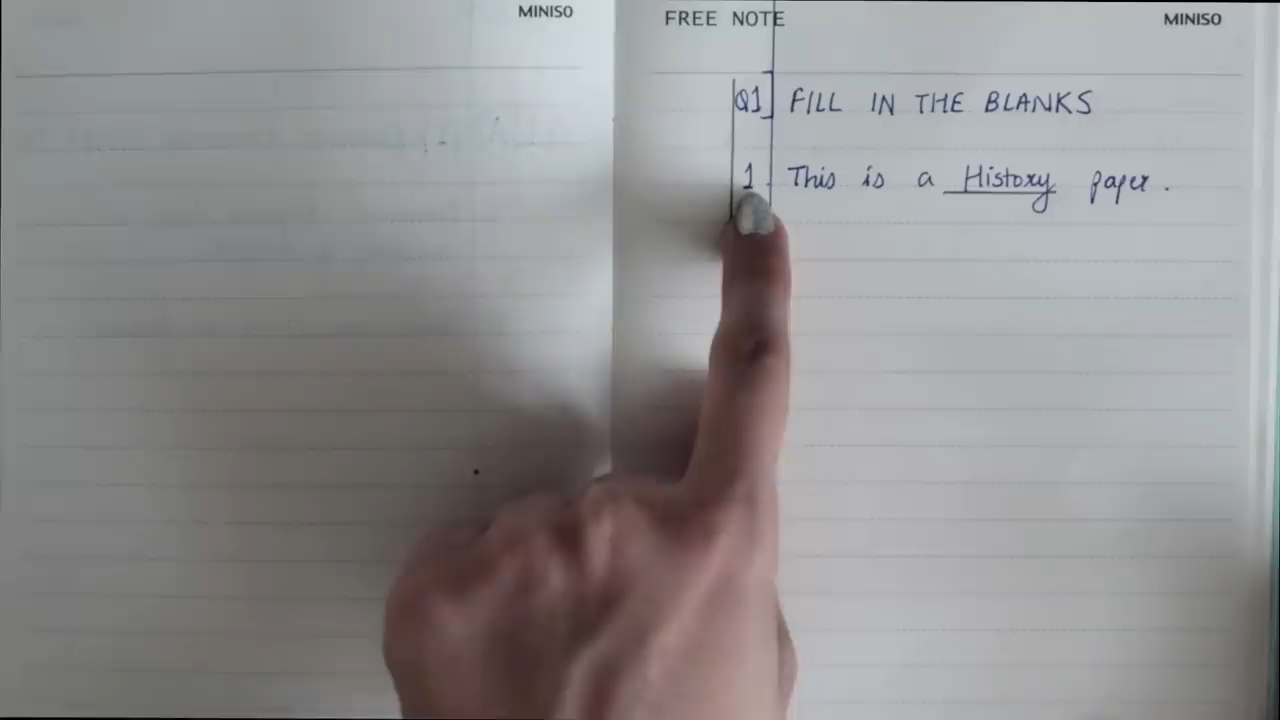 MINISO
FREE NOTE MINISO
Q1] FILL IN THE BLANKS
1. This is a History paper.